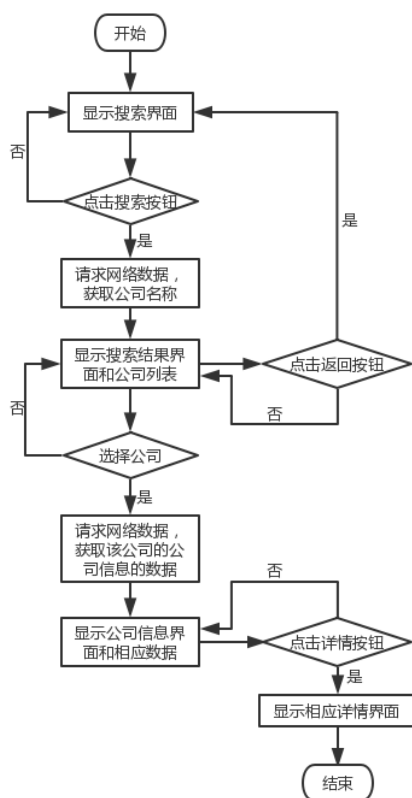 开始
显示搜索界面
否
点击搜索按钮
是
是
请求网络数据，
获取公司名称
显示搜索结果界
面和公司列表
点击返回按钮
否
否
选择公司
是
请求网络数据，
获取该公司的公
司信息的数据
否
显示公司信息界
面和相应数据
点击详情按钮
是
显示相应详情界面
结束